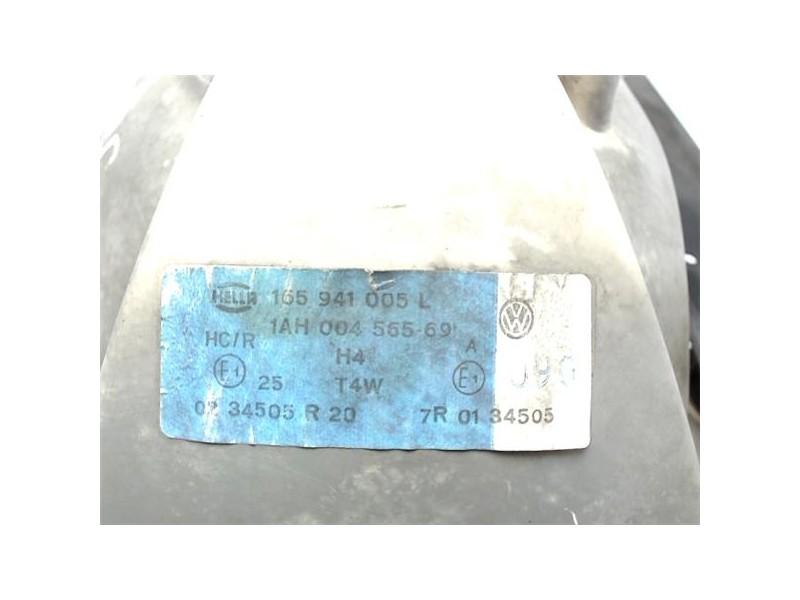 HELLA 165 941 005 L
1AH 004 565-69
HC/R H4 A
E1 25 T4W E1
02 34505 R 20 7R 01 34505
VW